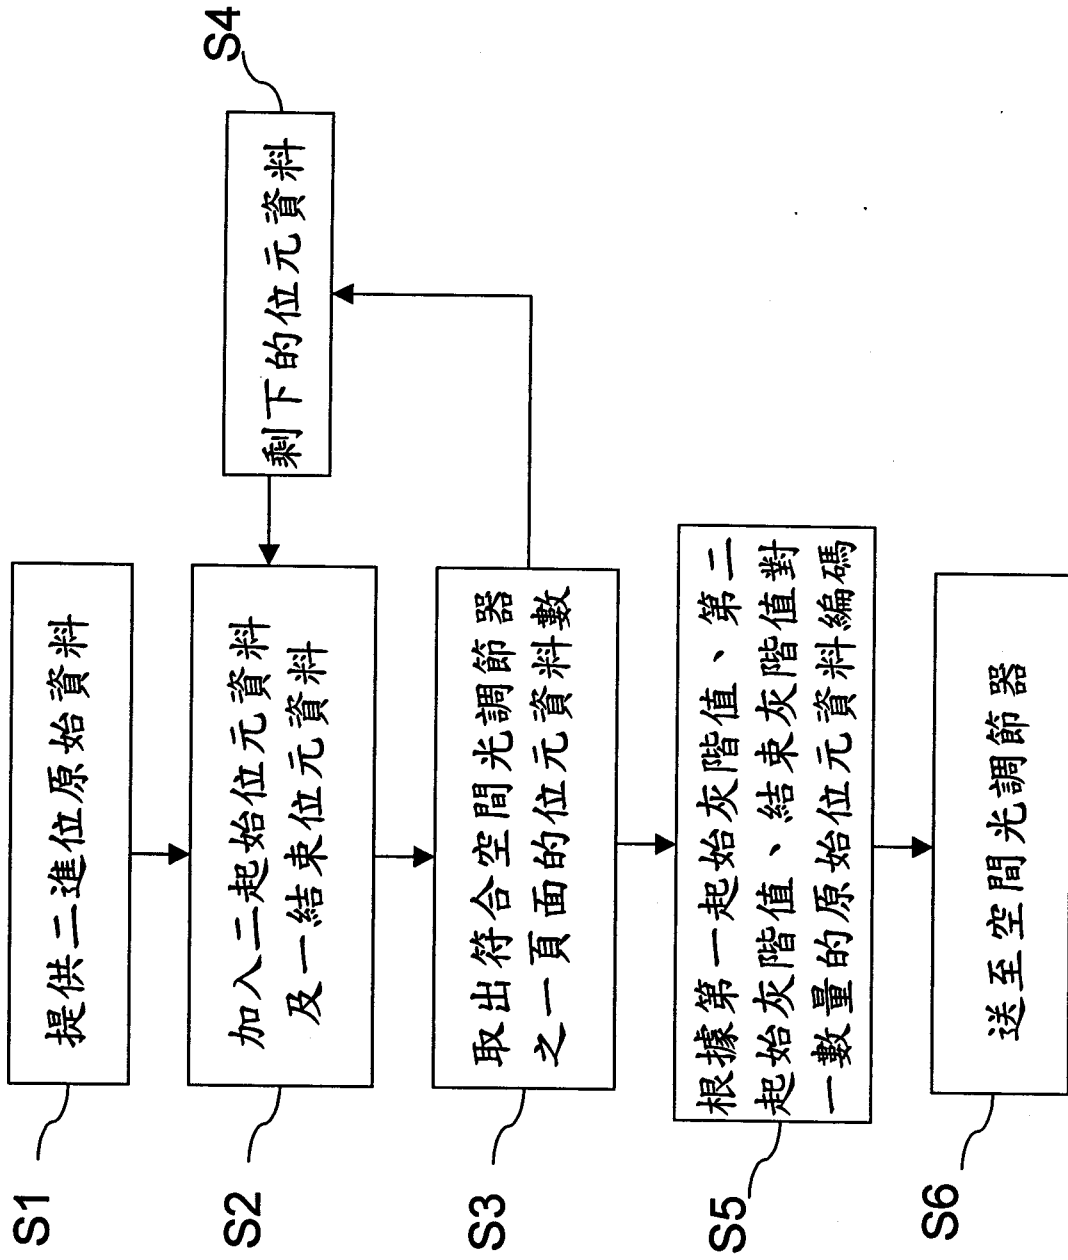 S1
提供二進位原始資料
S2
加入二起始位元資料
及一結束位元資料
S4
剩下的位元資料
S3
取出符合空間光調節器
之一頁面的位元資料數
S5
根據第一起始灰階值、第二
起始灰階值、結束灰階值對
一數量的原始位元資料編碼
S6
送至空間光調節器